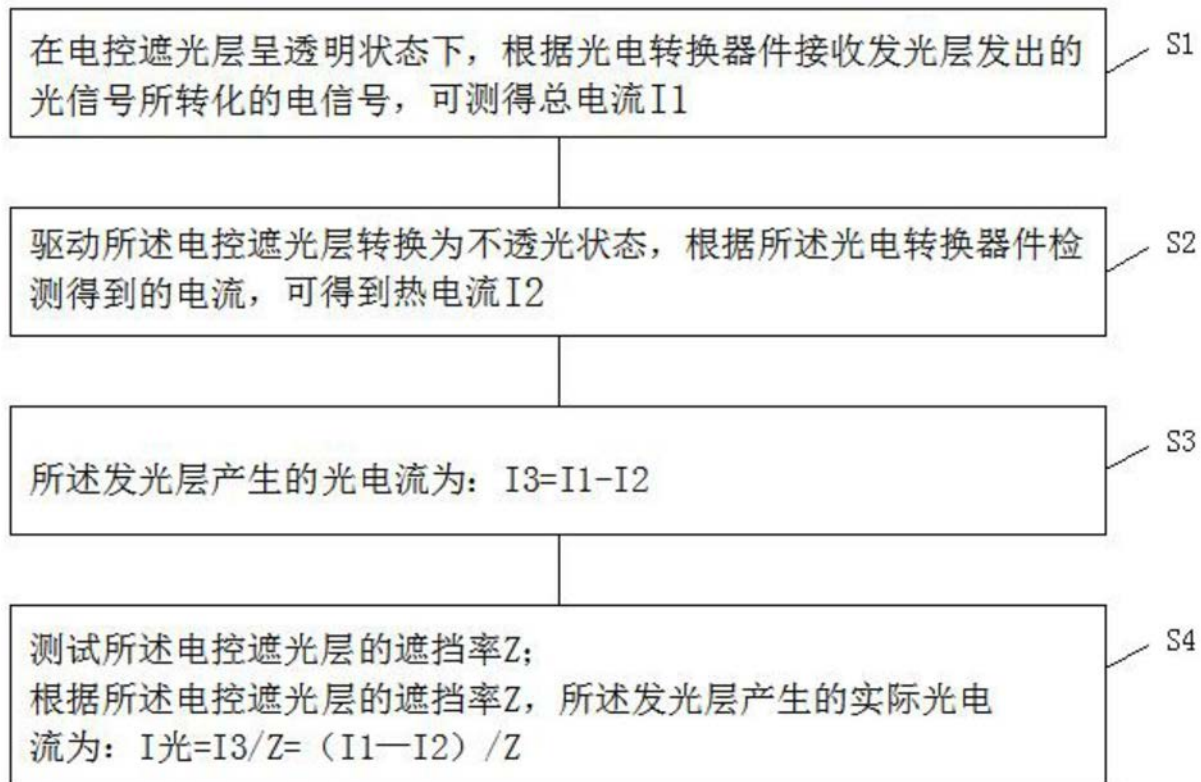 在电控遮光层呈透明状态下，根据光电转换器件接收发光层发出的
光信号所转化的电信号，可测得总电流I1
S1
驱动所述电控遮光层转换为不透光状态，根据所述光电转换器件检
测得到的电流，可得到热电流I2
S2
所述发光层产生的光电流为：I3=I1-I2
S3
测试所述电控遮光层的遮挡率Z；
根据所述电控遮光层的遮挡率Z，所述发光层产生的实际光电
流为：I光=I3/Z=（I1—I2）/Z
S4